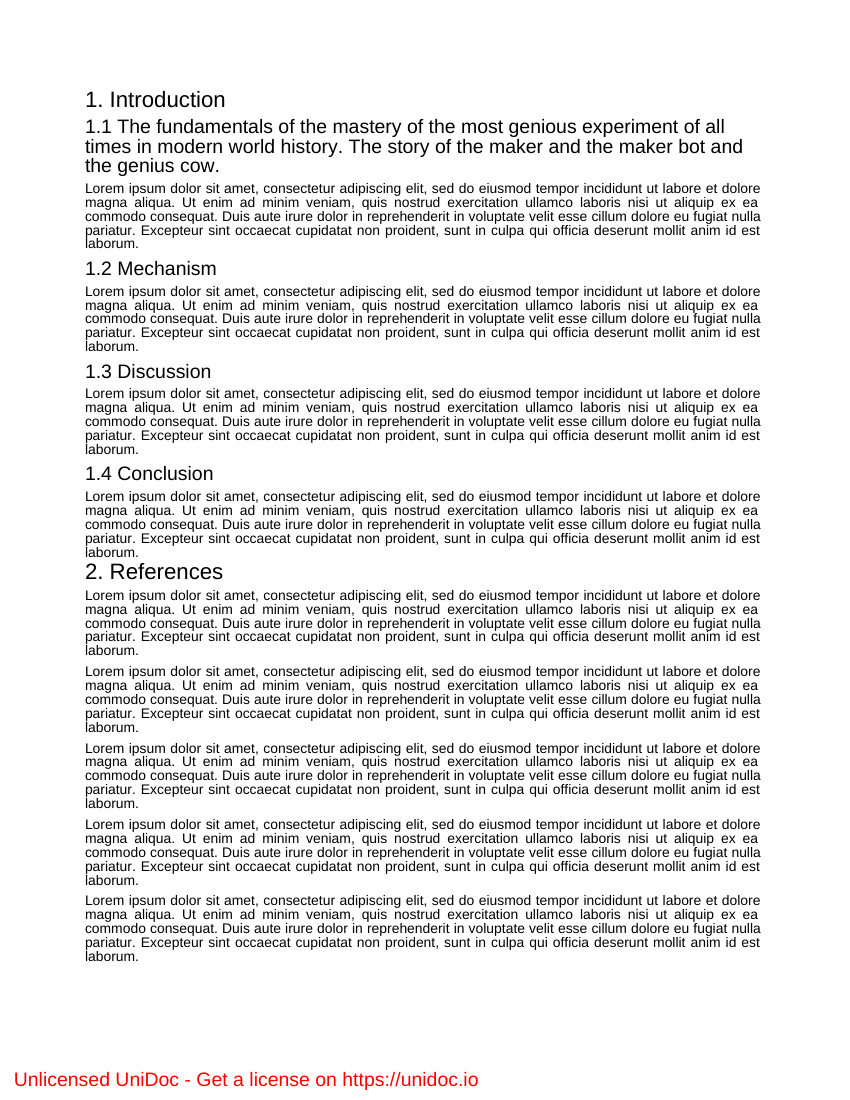 1. Introduction
1.1 The fundamentals of the mastery of the most genious experiment of all
times in modern world history. The story of the maker and the maker bot and
the genius cow.
Lorem ipsum dolor sit amet, consectetur adipiscing elit, sed do eiusmod tempor incididunt ut labore et dolore
magna aliqua. Ut enim ad minim veniam, quis nostrud exercitation ullamco laboris nisi ut aliquip ex ea
commodo consequat. Duis aute irure dolor in reprehenderit in voluptate velit esse cillum dolore eu fugiat nulla
pariatur. Excepteur sint occaecat cupidatat non proident, sunt in culpa qui officia deserunt mollit anim id est
laborum.
1.2 Mechanism
Lorem ipsum dolor sit amet, consectetur adipiscing elit, sed do eiusmod tempor incididunt ut labore et dolore
magna aliqua. Ut enim ad minim veniam, quis nostrud exercitation ullamco laboris nisi ut aliquip ex ea
commodo consequat. Duis aute irure dolor in reprehenderit in voluptate velit esse cillum dolore eu fugiat nulla
pariatur. Excepteur sint occaecat cupidatat non proident, sunt in culpa qui officia deserunt mollit anim id est
laborum.
1.3 Discussion
Lorem ipsum dolor sit amet, consectetur adipiscing elit, sed do eiusmod tempor incididunt ut labore et dolore
magna aliqua. Ut enim ad minim veniam, quis nostrud exercitation ullamco laboris nisi ut aliquip ex ea
commodo consequat. Duis aute irure dolor in reprehenderit in voluptate velit esse cillum dolore eu fugiat nulla
pariatur. Excepteur sint occaecat cupidatat non proident, sunt in culpa qui officia deserunt mollit anim id est
laborum.
1.4 Conclusion
Lorem ipsum dolor sit amet, consectetur adipiscing elit, sed do eiusmod tempor incididunt ut labore et dolore
magna aliqua. Ut enim ad minim veniam, quis nostrud exercitation ullamco laboris nisi ut aliquip ex ea
commodo consequat. Duis aute irure dolor in reprehenderit in voluptate velit esse cillum dolore eu fugiat nulla
pariatur. Excepteur sint occaecat cupidatat non proident, sunt in culpa qui officia deserunt mollit anim id est
laborum.
2. References
Lorem ipsum dolor sit amet, consectetur adipiscing elit, sed do eiusmod tempor incididunt ut labore et dolore
magna aliqua. Ut enim ad minim veniam, quis nostrud exercitation ullamco laboris nisi ut aliquip ex ea
commodo consequat. Duis aute irure dolor in reprehenderit in voluptate velit esse cillum dolore eu fugiat nulla
pariatur. Excepteur sint occaecat cupidatat non proident, sunt in culpa qui officia deserunt mollit anim id est
laborum.
Lorem ipsum dolor sit amet, consectetur adipiscing elit, sed do eiusmod tempor incididunt ut labore et dolore
magna aliqua. Ut enim ad minim veniam, quis nostrud exercitation ullamco laboris nisi ut aliquip ex ea
commodo consequat. Duis aute irure dolor in reprehenderit in voluptate velit esse cillum dolore eu fugiat nulla
pariatur. Excepteur sint occaecat cupidatat non proident, sunt in culpa qui officia deserunt mollit anim id est
laborum.
Lorem ipsum dolor sit amet, consectetur adipiscing elit, sed do eiusmod tempor incididunt ut labore et dolore
magna aliqua. Ut enim ad minim veniam, quis nostrud exercitation ullamco laboris nisi ut aliquip ex ea
commodo consequat. Duis aute irure dolor in reprehenderit in voluptate velit esse cillum dolore eu fugiat nulla
pariatur. Excepteur sint occaecat cupidatat non proident, sunt in culpa qui officia deserunt mollit anim id est
laborum.
Lorem ipsum dolor sit amet, consectetur adipiscing elit, sed do eiusmod tempor incididunt ut labore et dolore
magna aliqua. Ut enim ad minim veniam, quis nostrud exercitation ullamco laboris nisi ut aliquip ex ea
commodo consequat. Duis aute irure dolor in reprehenderit in voluptate velit esse cillum dolore eu fugiat nulla
pariatur. Excepteur sint occaecat cupidatat non proident, sunt in culpa qui officia deserunt mollit anim id est
laborum.
Lorem ipsum dolor sit amet, consectetur adipiscing elit, sed do eiusmod tempor incididunt ut labore et dolore
magna aliqua. Ut enim ad minim veniam, quis nostrud exercitation ullamco laboris nisi ut aliquip ex ea
commodo consequat. Duis aute irure dolor in reprehenderit in voluptate velit esse cillum dolore eu fugiat nulla
pariatur. Excepteur sint occaecat cupidatat non proident, sunt in culpa qui officia deserunt mollit anim id est
laborum.
Unlicensed UniDoc - Get a license on https://unidoc.io